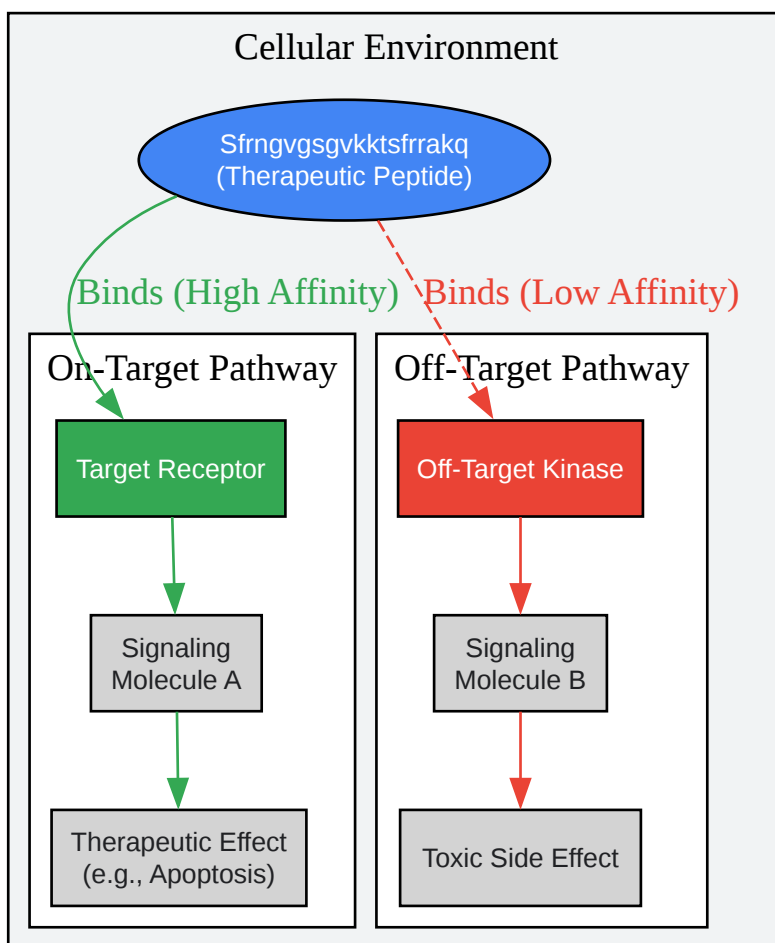 Cellular Environment
Sfrngvgsgvkktsfrrakq
(Therapeutic Peptide)
Binds (High Affinity)
Binds (Low Affinity)
On-Target Pathway
Target Receptor
Signaling
Molecule A
Therapeutic Effect
(e.g., Apoptosis)
Off-Target Pathway
Off-Target Kinase
Signaling
Molecule B
Toxic Side Effect